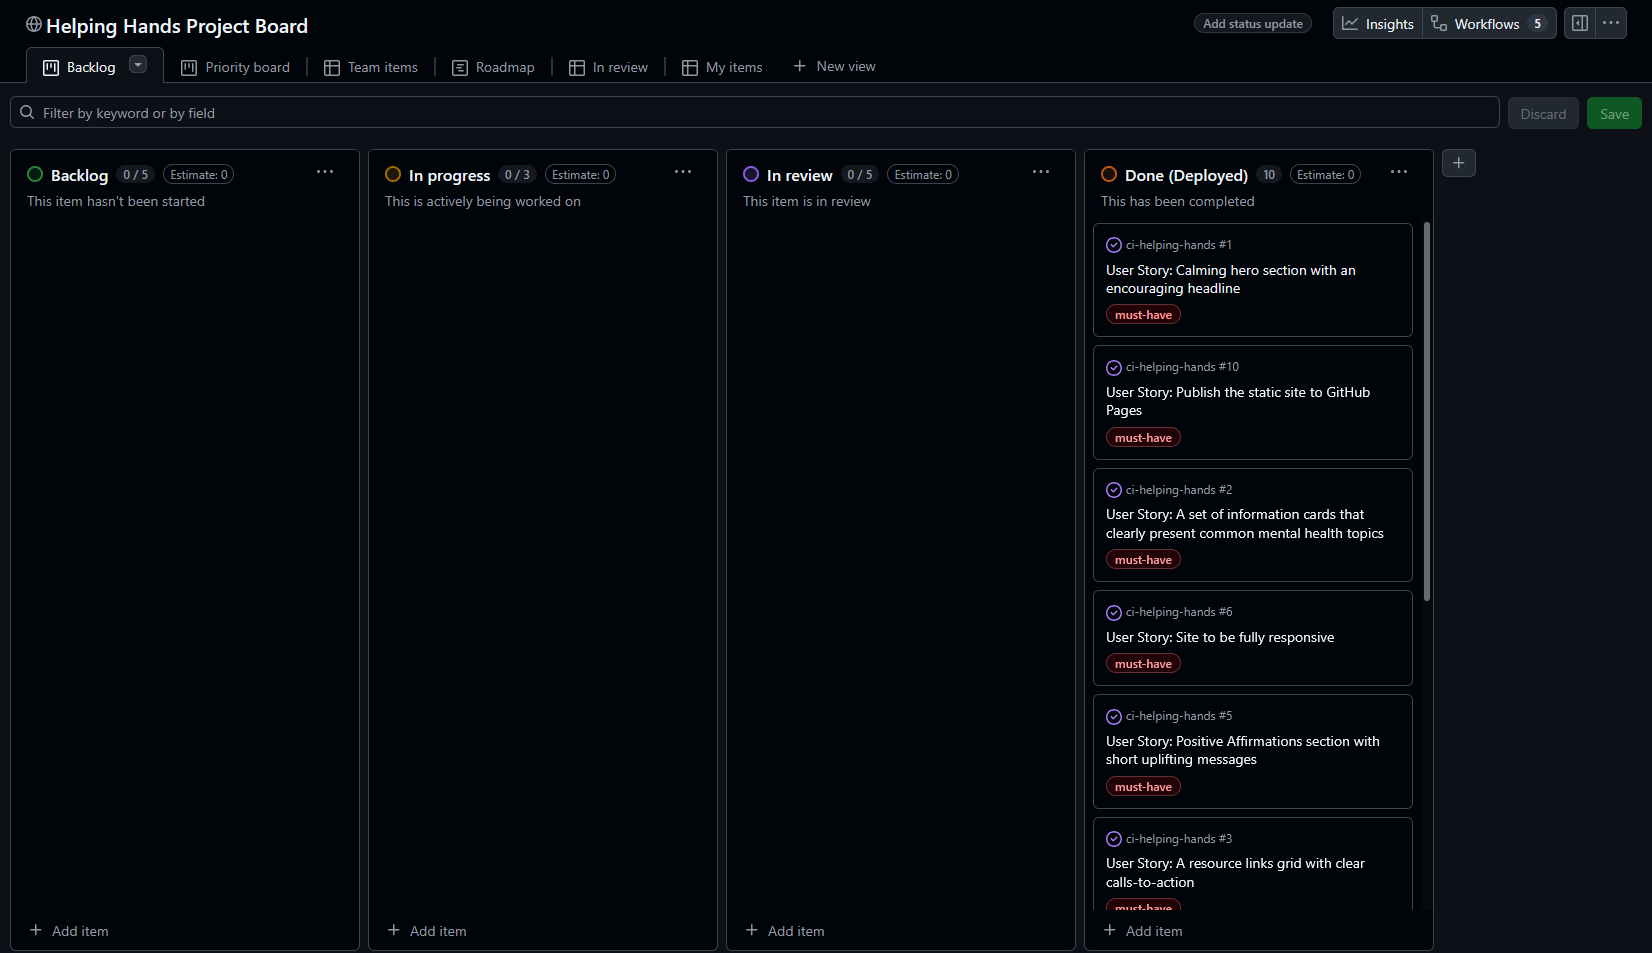 Helping Hands Project Board
Add status update
Insights
Workflows 5
Backlog
Priority board
Team items
Roadmap
In review
My items
New view
Filter by keyword or by field
Discard
Save
Backlog 0 / 5 Estimate: 0
This item hasn't been started
Add item
In progress 0 / 3 Estimate: 0
This is actively being worked on
Add item
In review 0 / 5 Estimate: 0
This item is in review
Add item
Done (Deployed) 10 Estimate: 0
This has been completed
ci-helping-hands #1
User Story: Calming hero section with an
encouraging headline
must-have
ci-helping-hands #10
User Story: Publish the static site to GitHub
Pages
must-have
ci-helping-hands #2
User Story: A set of information cards that
clearly present common mental health topics
must-have
ci-helping-hands #6
User Story: Site to be fully responsive
must-have
ci-helping-hands #5
User Story: Positive Affirmations section with
short uplifting messages
must-have
ci-helping-hands #3
User Story: A resource links grid with clear
calls-to-action
must-have
Add item